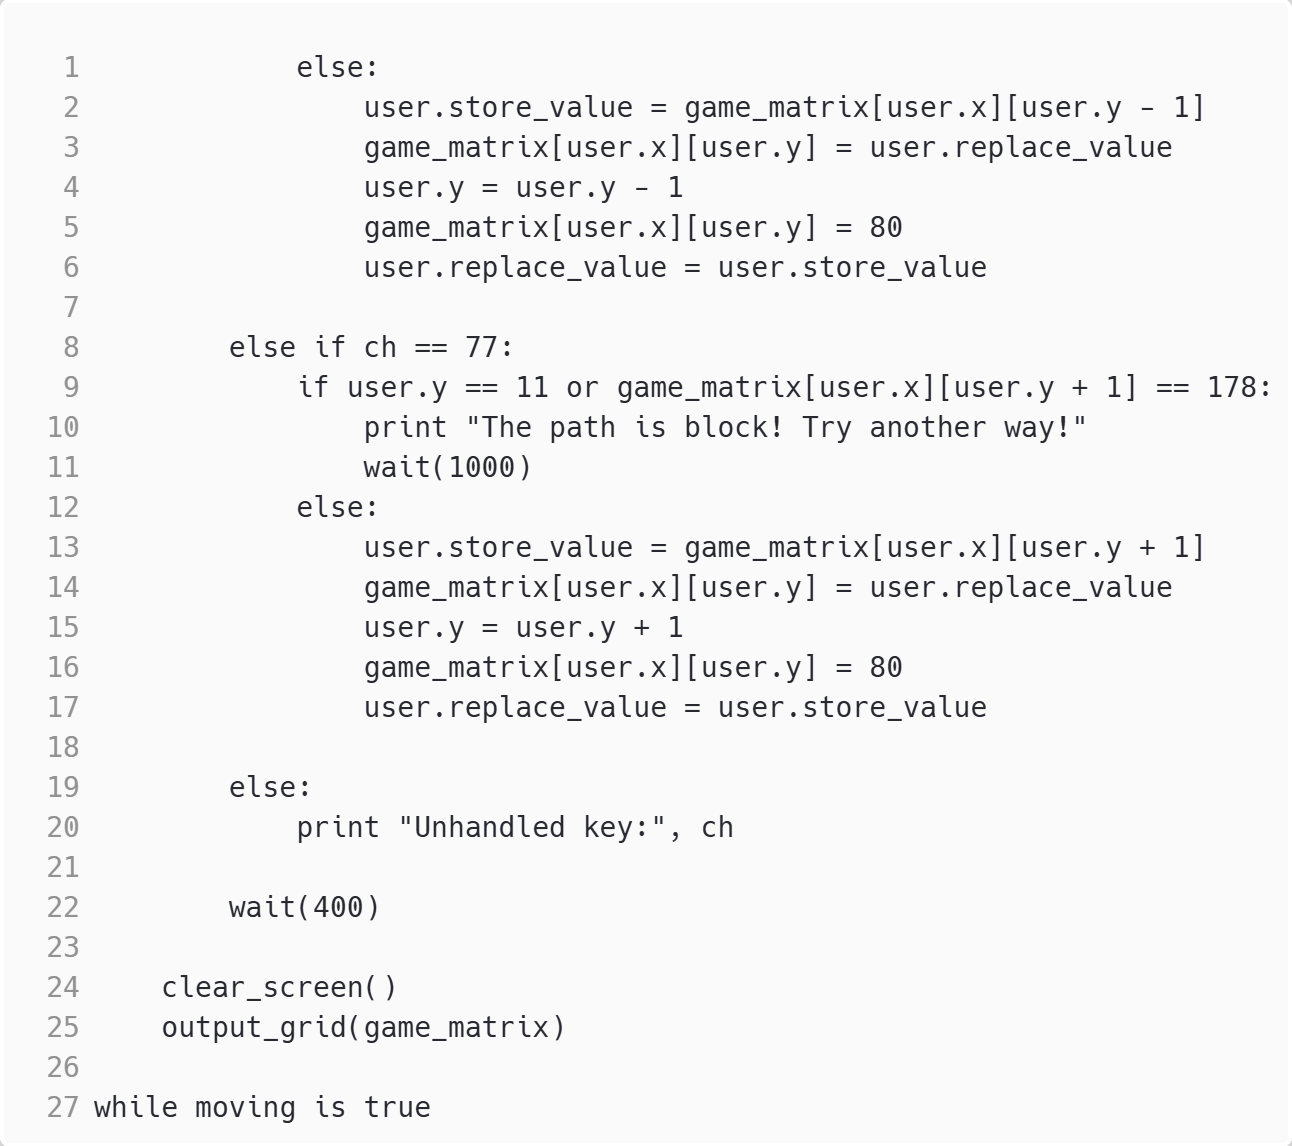 1             else:
2                 user.store_value = game_matrix[user.x][user.y - 1]
3                 game_matrix[user.x][user.y] = user.replace_value
4                 user.y = user.y - 1
5                 game_matrix[user.x][user.y] = 80
6                 user.replace_value = user.store_value
7
8         else if ch == 77:
9             if user.y == 11 or game_matrix[user.x][user.y + 1] == 178:
10                 print "The path is block! Try another way!"
11                 wait(1000)
12             else:
13                 user.store_value = game_matrix[user.x][user.y + 1]
14                 game_matrix[user.x][user.y] = user.replace_value
15                 user.y = user.y + 1
16                 game_matrix[user.x][user.y] = 80
17                 user.replace_value = user.store_value
18
19         else:
20             print "Unhandled key:", ch
21
22         wait(400)
23
24     clear_screen()
25     output_grid(game_matrix)
26
27 while moving is true